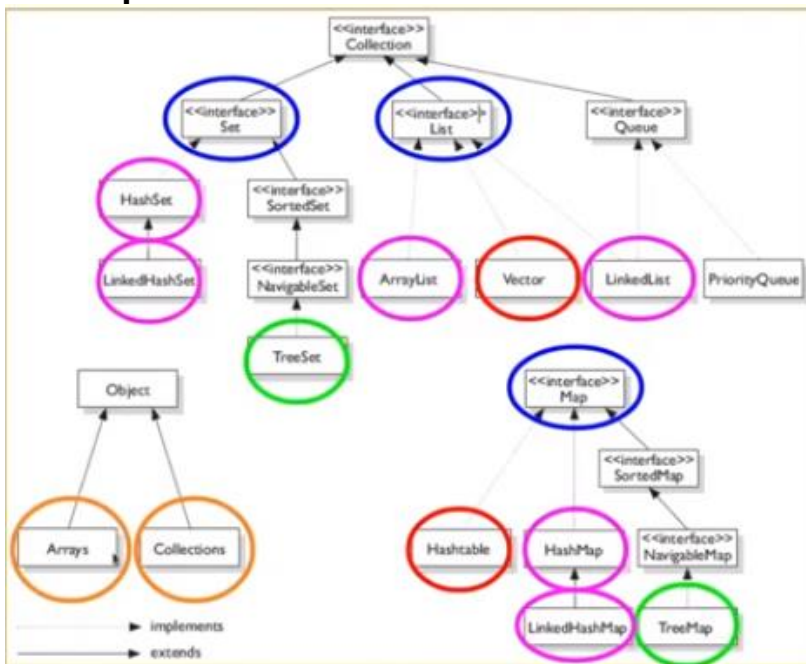 <<interface>>
Collection
<<interface>>
Set
<<interface>>
List
<<interface>>
Queue
HashSet
<<interface>>
SortedSet
LinkedHashSet
<<interface>>
NavigableSet
ArrayList
Vector
LinkedList
PriorityQueue
TreeSet
Object
<<interface>>
Map
<<interface>>
SortedMap
Arrays
Collections
Hashtable
HashMap
<<interface>>
NavigableMap
LinkedHashMap
TreeMap
implements
extends